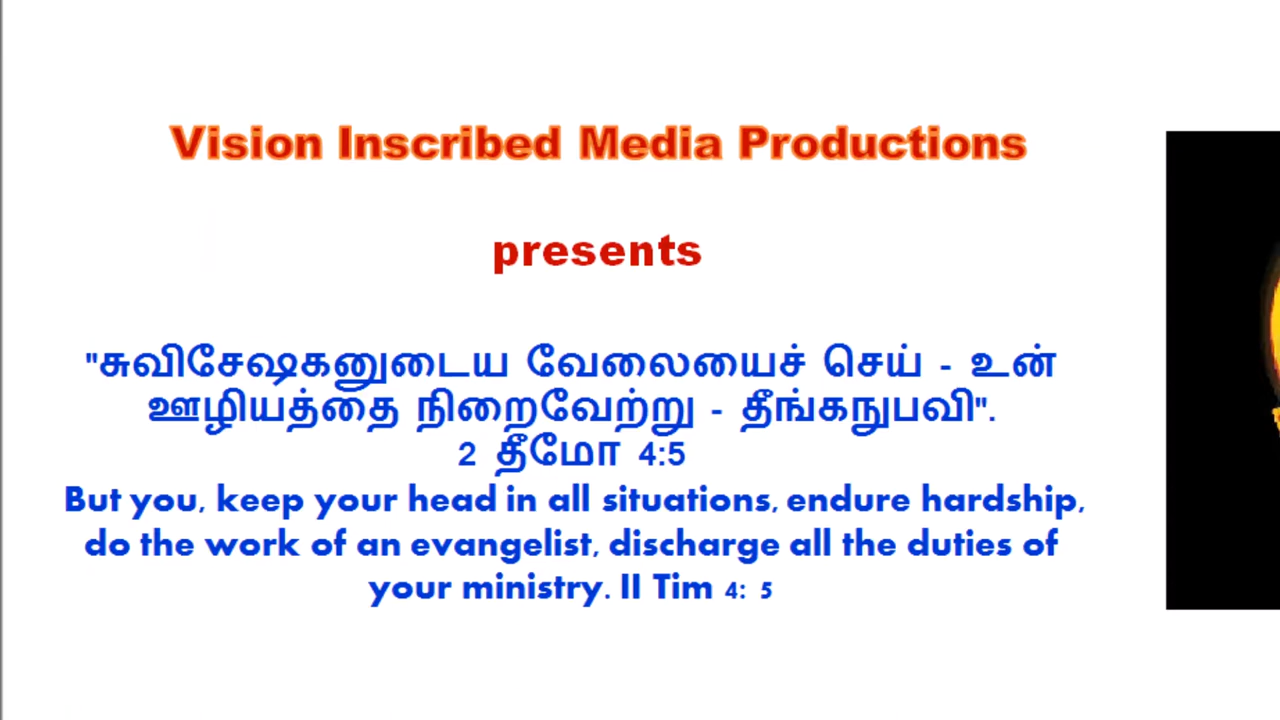 Vision Inscribed Media Productions
presents
"சுவிசேஷகனுடைய வேலையைச் செய் - உன்
ஊழியத்தை நிறைவேற்று - தீங்கநுபவி".
2 தீமோ 4:5
But you, keep your head in all situations, endure hardship,
do the work of an evangelist, discharge all the duties of
your ministry. II Tim 4: 5